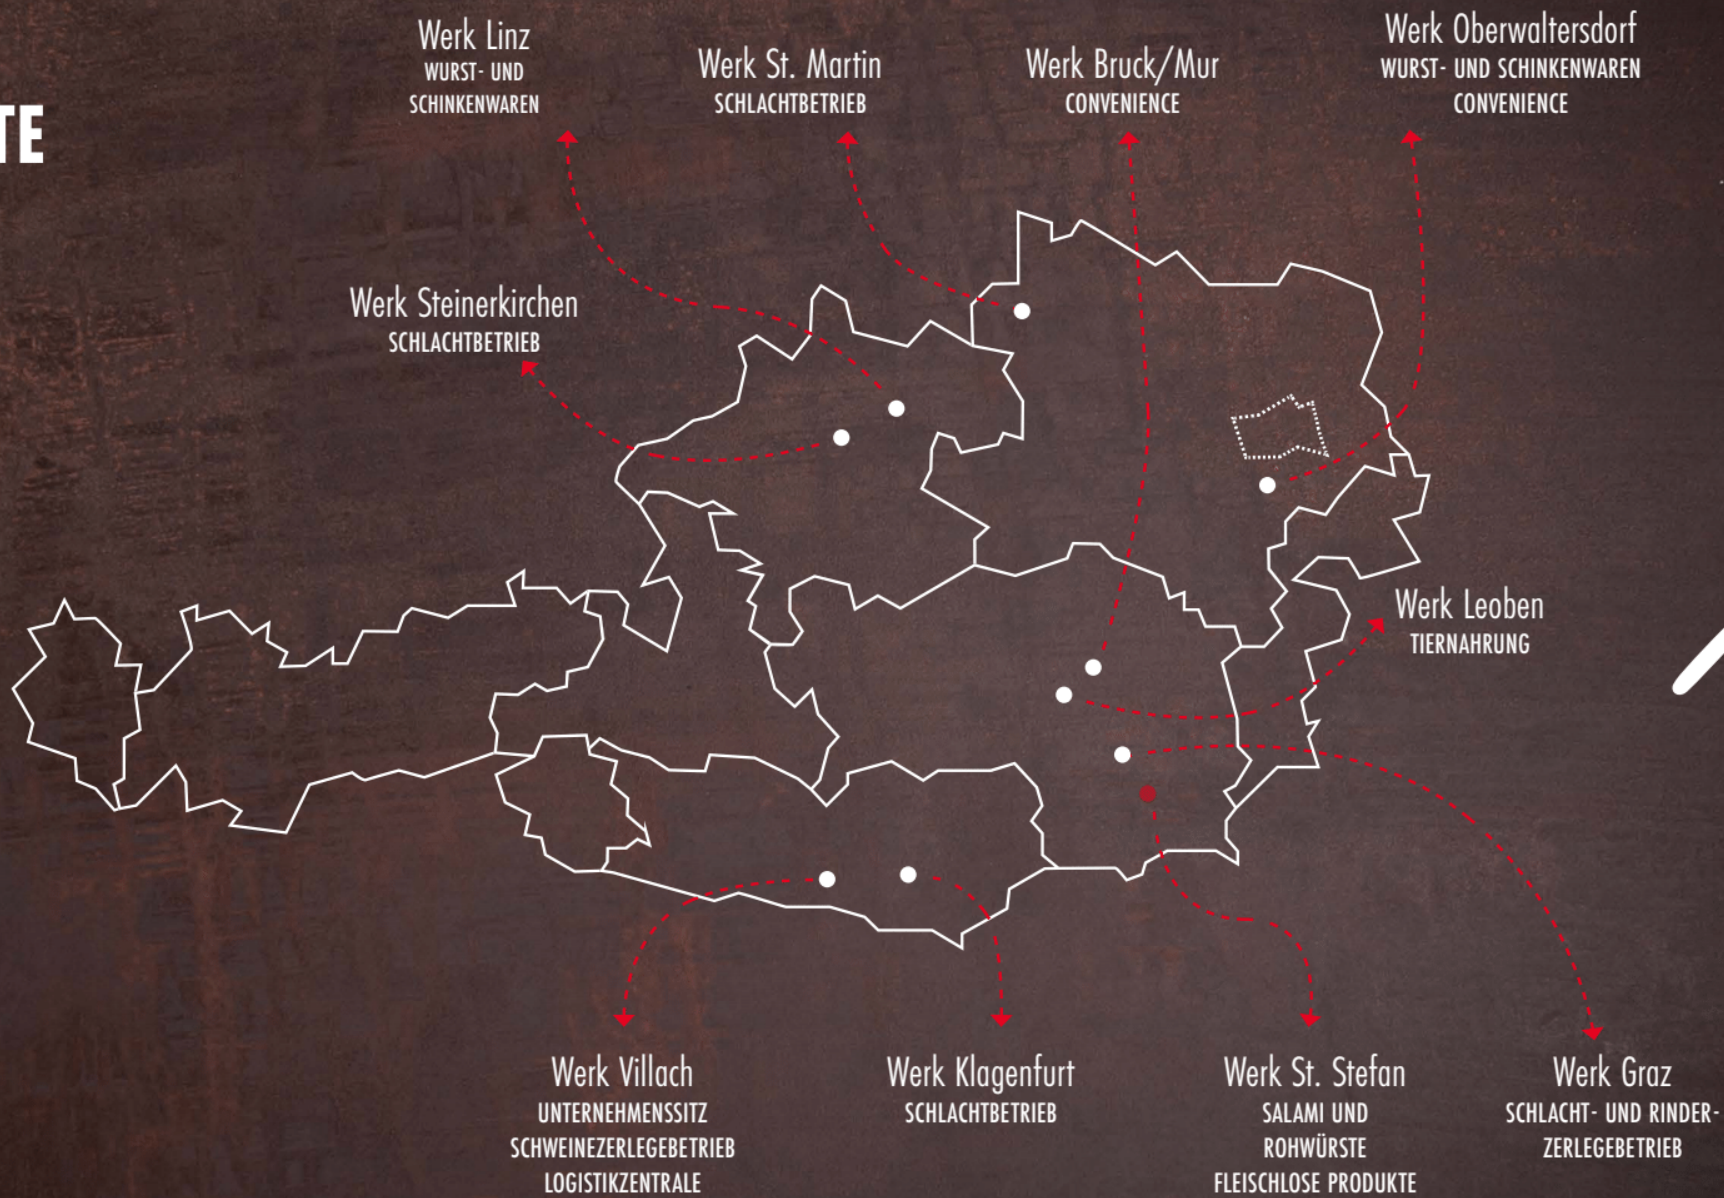 TE
Werk Linz
WURST- UND
SCHINKENWAREN
Werk St. Martin
SCHLACHTBETRIEB
Werk Bruck/Mur
CONVENIENCE
Werk Oberwaltersdorf
WURST- UND SCHINKENWAREN
CONVENIENCE
Werk Steinerkirchen
SCHLACHTBETRIEB
Werk Leoben
TIERNAHRUNG
Werk Villach
UNTERNEHMENSSITZ
SCHWEINEZERLEGEBETRIEB
LOGISTIKZENTRALE
Werk Klagenfurt
SCHLACHTBETRIEB
Werk St. Stefan
SALAMI UND
ROHWÜRSTE
FLEISCHLOSE PRODUKTE
Werk Graz
SCHLACHT- UND RINDER-
ZERLEGEBETRIEB